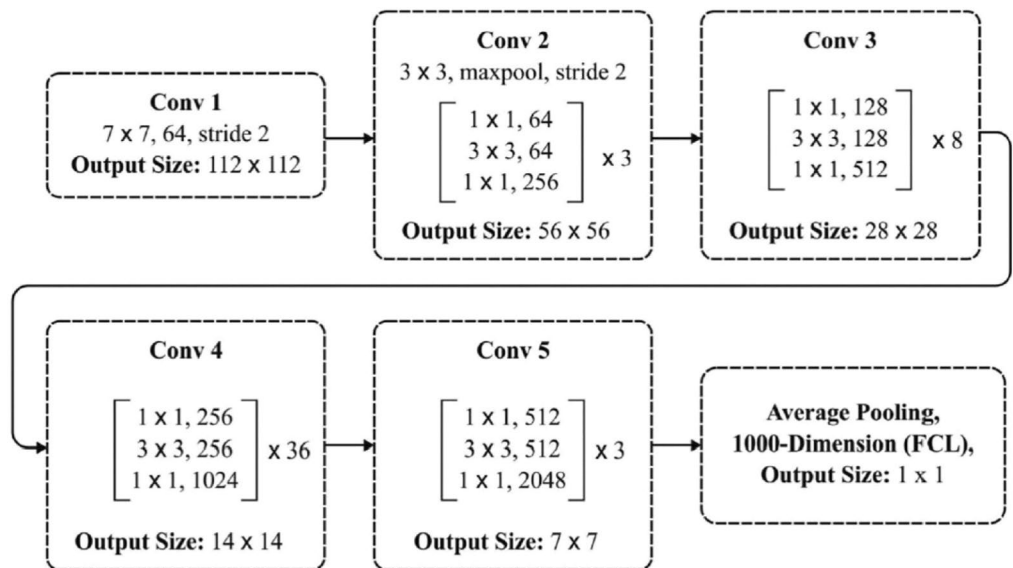 Conv 1
7 x 7, 64, stride 2
Output Size: 112 x 112
Conv 2
3 x 3, maxpool, stride 2
1 x 1, 64
3 x 3, 64
1 x 1, 256
x 3
Output Size: 56 x 56
Conv 3
1 x 1, 128
3 x 3, 128
1 x 1, 512
x 8
Output Size: 28 x 28
Conv 4
1 x 1, 256
3 x 3, 256
1 x 1, 1024
x 36
Output Size: 14 x 14
Conv 5
1 x 1, 512
3 x 3, 512
1 x 1, 2048
x 3
Output Size: 7 x 7
Average Pooling,
1000-Dimension (FCL),
Output Size: 1 x 1